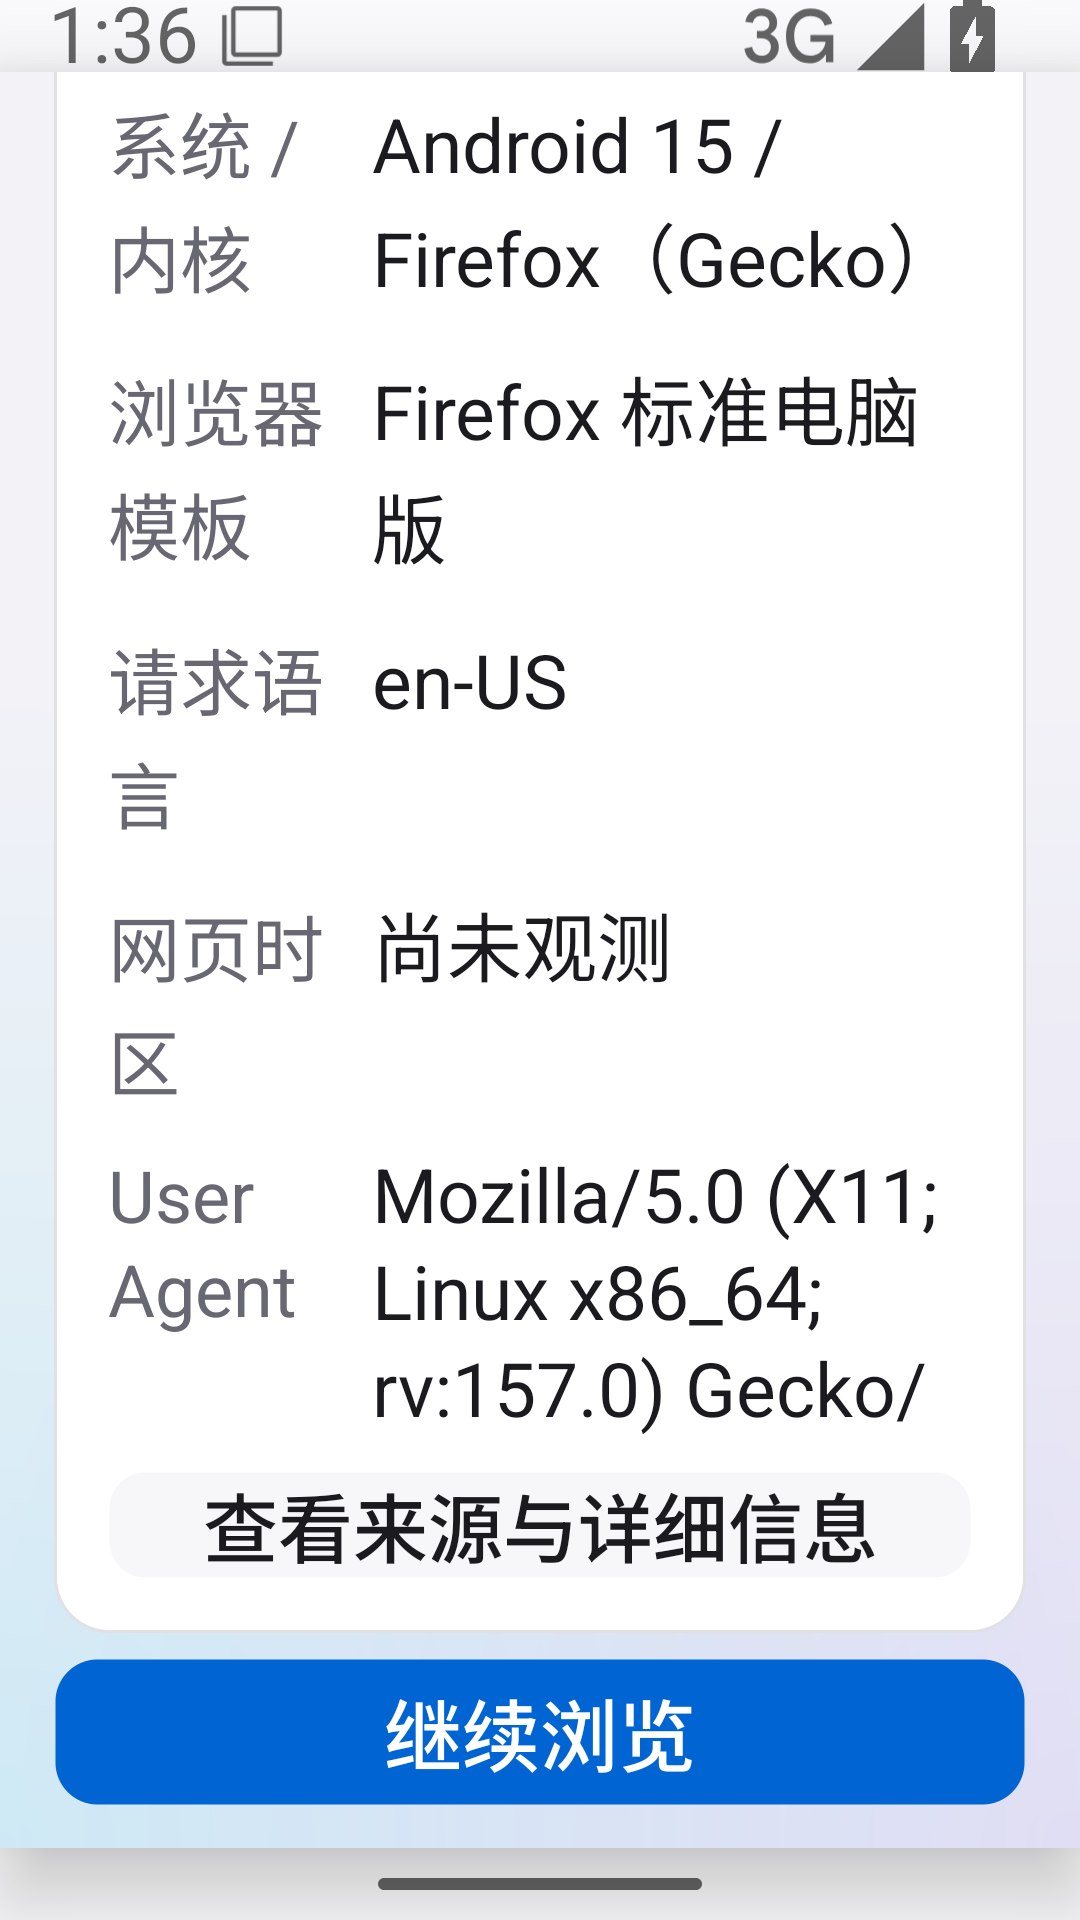 1:36 3G
系统 / Android 15 /
内核 Firefox（Gecko）
浏览器 Firefox 标准电脑
模板 版
请求语 en-US
言
网页时 尚未观测
区
User Mozilla/5.0 (X11;
Agent Linux x86_64;
rv:157.0) Gecko/
查看来源与详细信息
继续浏览